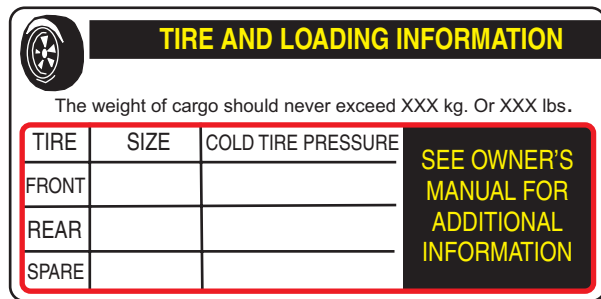 TIRE AND LOADING INFORMATION
The weight of cargo should never exceed XXX kg. Or XXX lbs.
TIRE SIZE COLD TIRE PRESSURE
FRONT
REAR
SPARE
SEE OWNER'S
MANUAL FOR
ADDITIONAL
INFORMATION